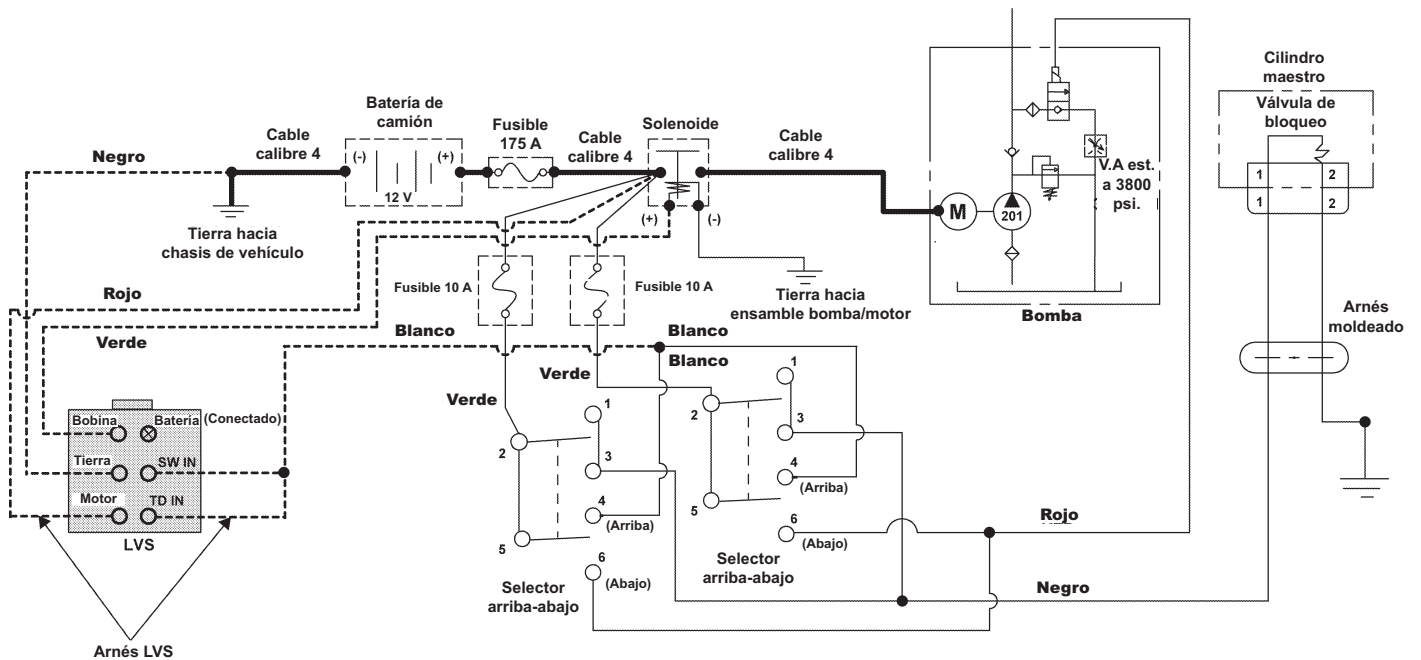 Negro
Cable
calibre 4
Batería de
camión
(-)
(+)
12 V
Fusible
175 A
Cable
calibre 4
Solenoide
(+)
(-)
Cable
calibre 4
M
201
V.A est.
a 3800
psi.
Bomba
Cilindro
maestro
Válvula de
bloqueo
1
2
1
2
Arnés
moldeado
Tierra hacia
chasis de vehículo
Rojo
Verde
Fusible 10 A
Fusible 10 A
Tierra hacia
ensamble bomba/motor
Blanco
Blanco
Verde
Verde
Bobina
Batería
(Conectado)
Tierra
SW IN
Motor
TD IN
LVS
Arnés LVS
1
2
3
4
(Arriba)
5
6
(Abajo)
Selector
arriba-abajo
1
2
3
4
(Arriba)
5
6
(Abajo)
Selector
arriba-abajo
Rojo
Negro